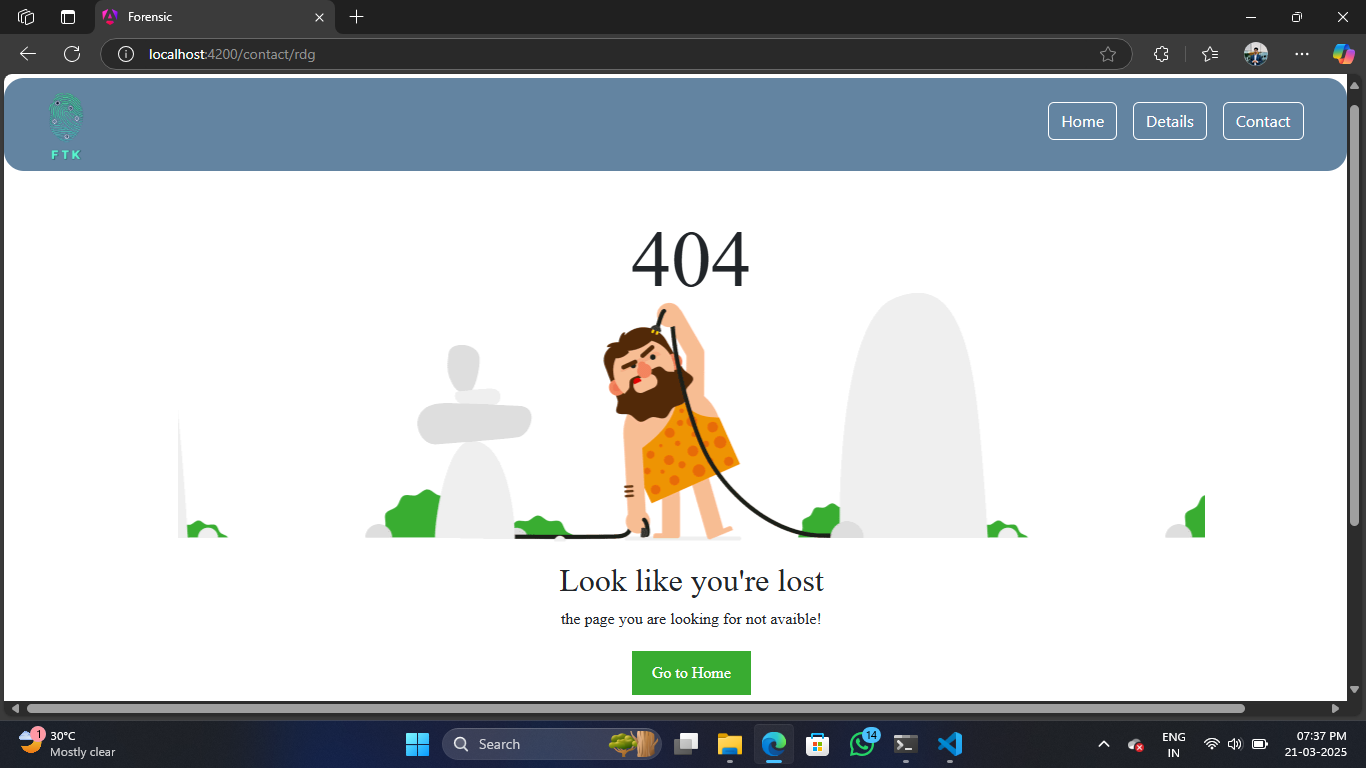 Forensic
localhost:4200/contact/rdg
FTK
Home
Details
Contact
404
Look like you're lost
the page you are looking for not avaible!
Go to Home
1
30°C
Mostly clear
Search
14
ENG
IN
07:37 PM
21-03-2025